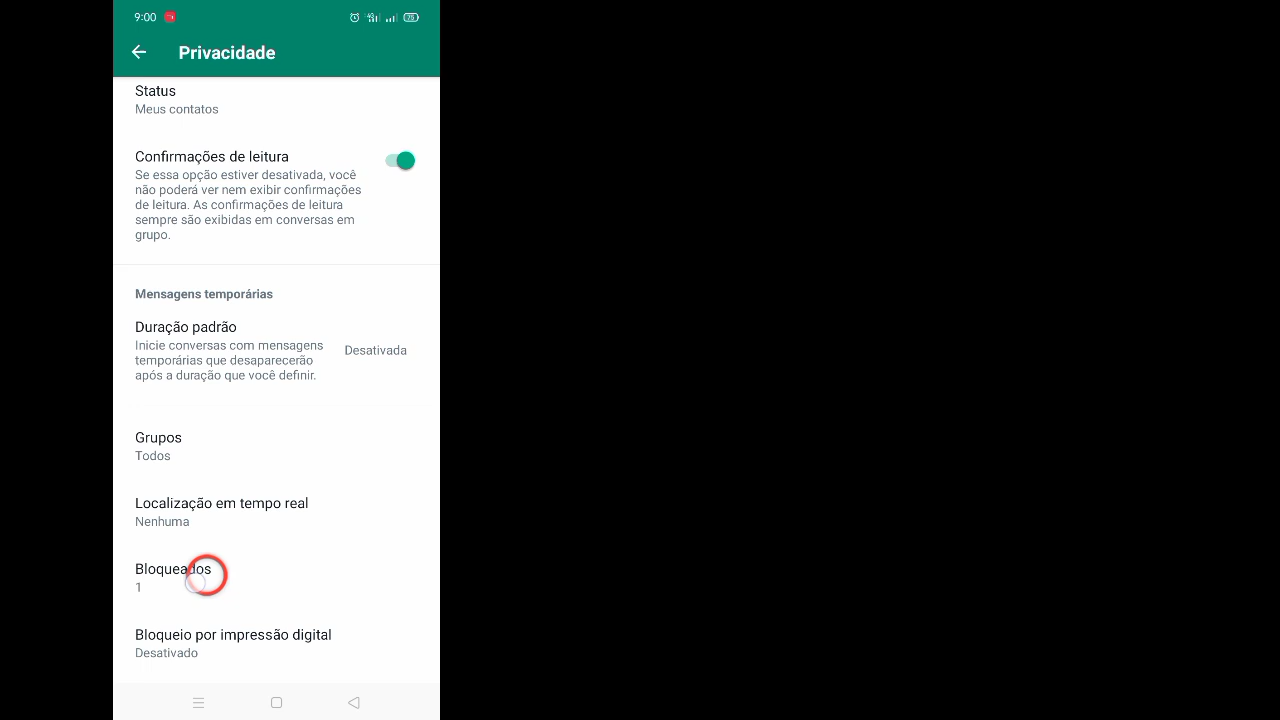 9:00
75
Privacidade
Status
Meus contatos
Confirmações de leitura
Se essa opção estiver desativada, você
não poderá ver nem exibir confirmações
de leitura. As confirmações de leitura
sempre são exibidas em conversas em
grupo.
Mensagens temporárias
Duração padrão
Inicie conversas com mensagens
temporárias que desaparecerão
após a duração que você definir.
Desativada
Grupos
Todos
Localização em tempo real
Nenhuma
Bloqueados
1
Bloqueio por impressão digital
Desativado